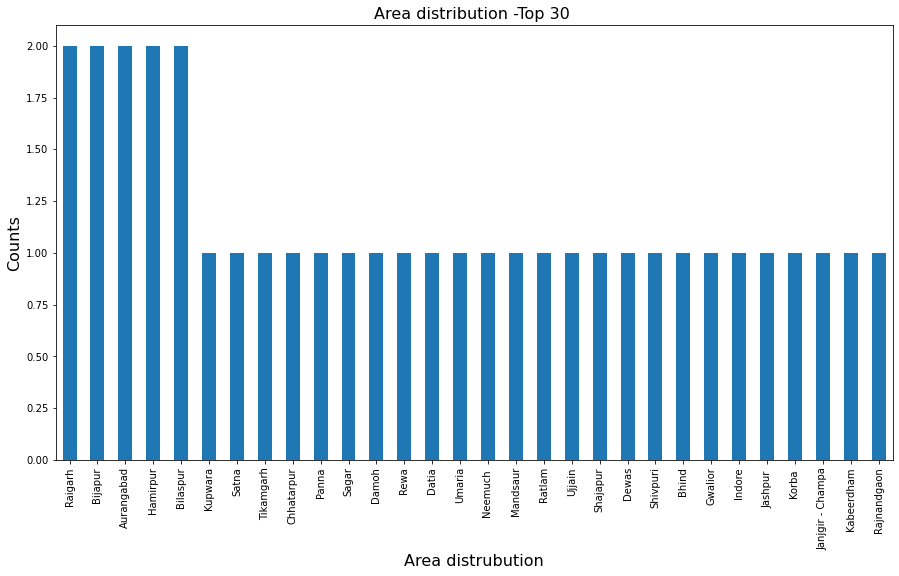 Area distribution -Top 30
Counts
2.00
1.75
1.50
1.25
1.00
0.75
0.50
0.25
0.00
Raigarh
Bijapur
Aurangabad
Hamirpur
Bilaspur
Kupwara
Satna
Tikamgarh
Chhatarpur
Panna
Sagar
Damoh
Rewa
Datia
Umaria
Neemuch
Mandsaur
Ratlam
Ujjain
Shajapur
Dewas
Shivpuri
Bhind
Gwalior
Indore
Jashpur
Korba
Janjgir - Champa
Kabeerdham
Rajnandgaon
Area distrubution